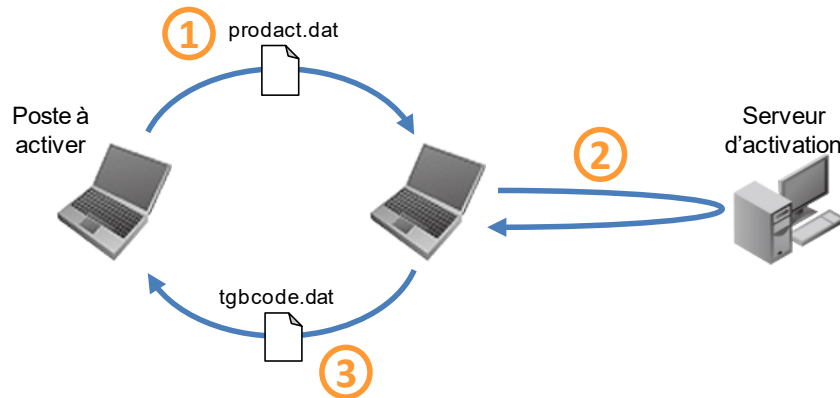 1
prodact.dat
Poste à
activer
Serveur
d'activation
2
tgbcode.dat
3